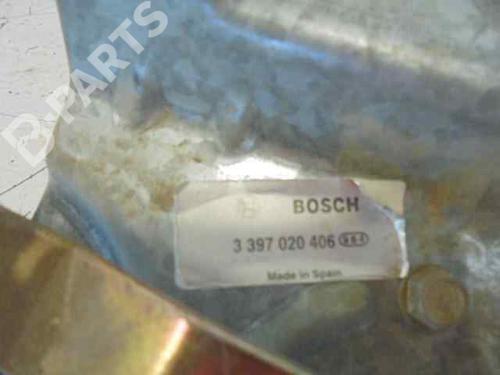 B-PARTS
BOSCH
3 397 020 406
Made in Spain